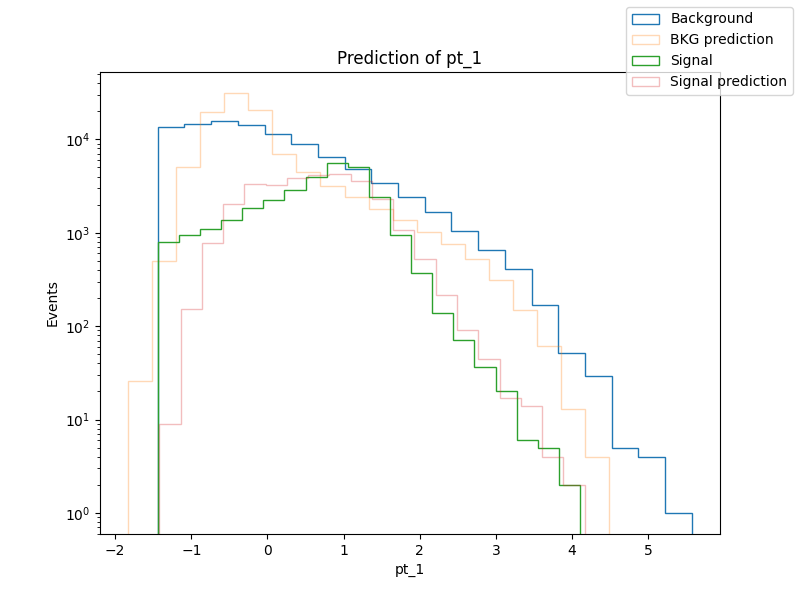 Prediction of pt_1
Background
BKG prediction
Signal
Signal prediction
Events
10^4
10^3
10^2
10^1
10^0
−2 −1 0 1 2 3 4 5
pt_1